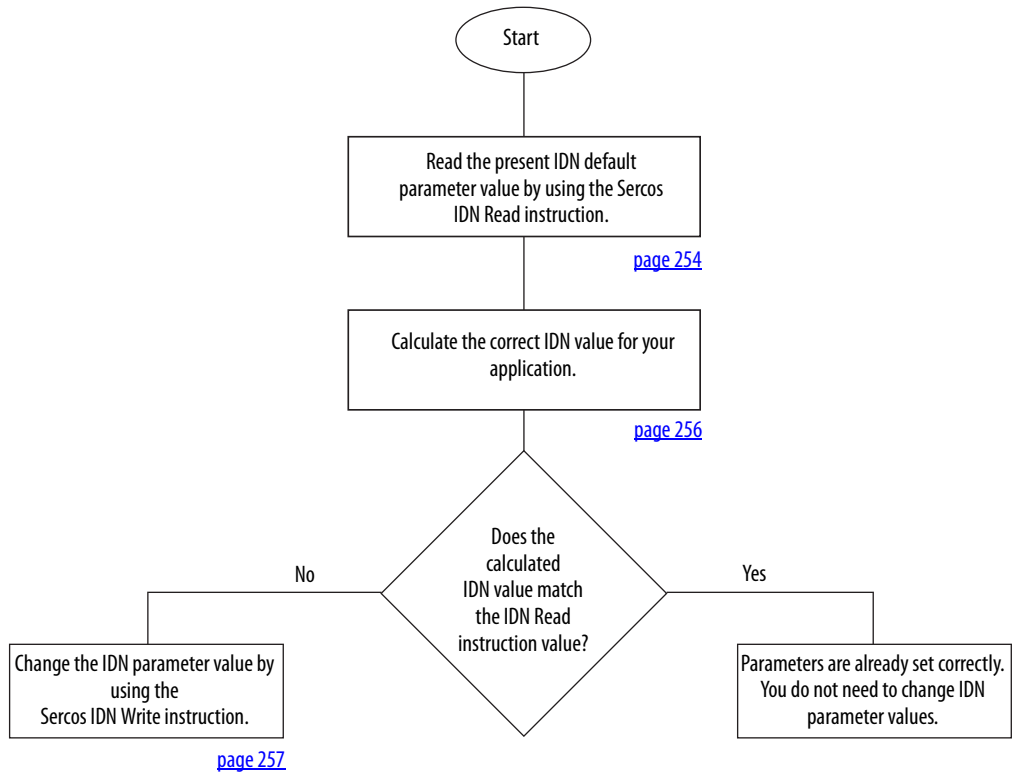 Start
Read the present IDN default
parameter value by using the Sercos
IDN Read instruction.
page 254
Calculate the correct IDN value for your
application.
page 256
Does the
calculated
IDN value match
the IDN Read
instruction value?
No
Yes
Change the IDN parameter value by
using the
Sercos IDN Write instruction.
page 257
Parameters are already set correctly.
You do not need to change IDN
parameter values.